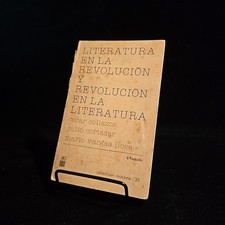 LITERATURA
EN LA
REVOLUCIÓN
Y
REVOLUCIÓN
EN LA
LITERATURA
oscar collazos
julio cortázar
mario vargas llosa